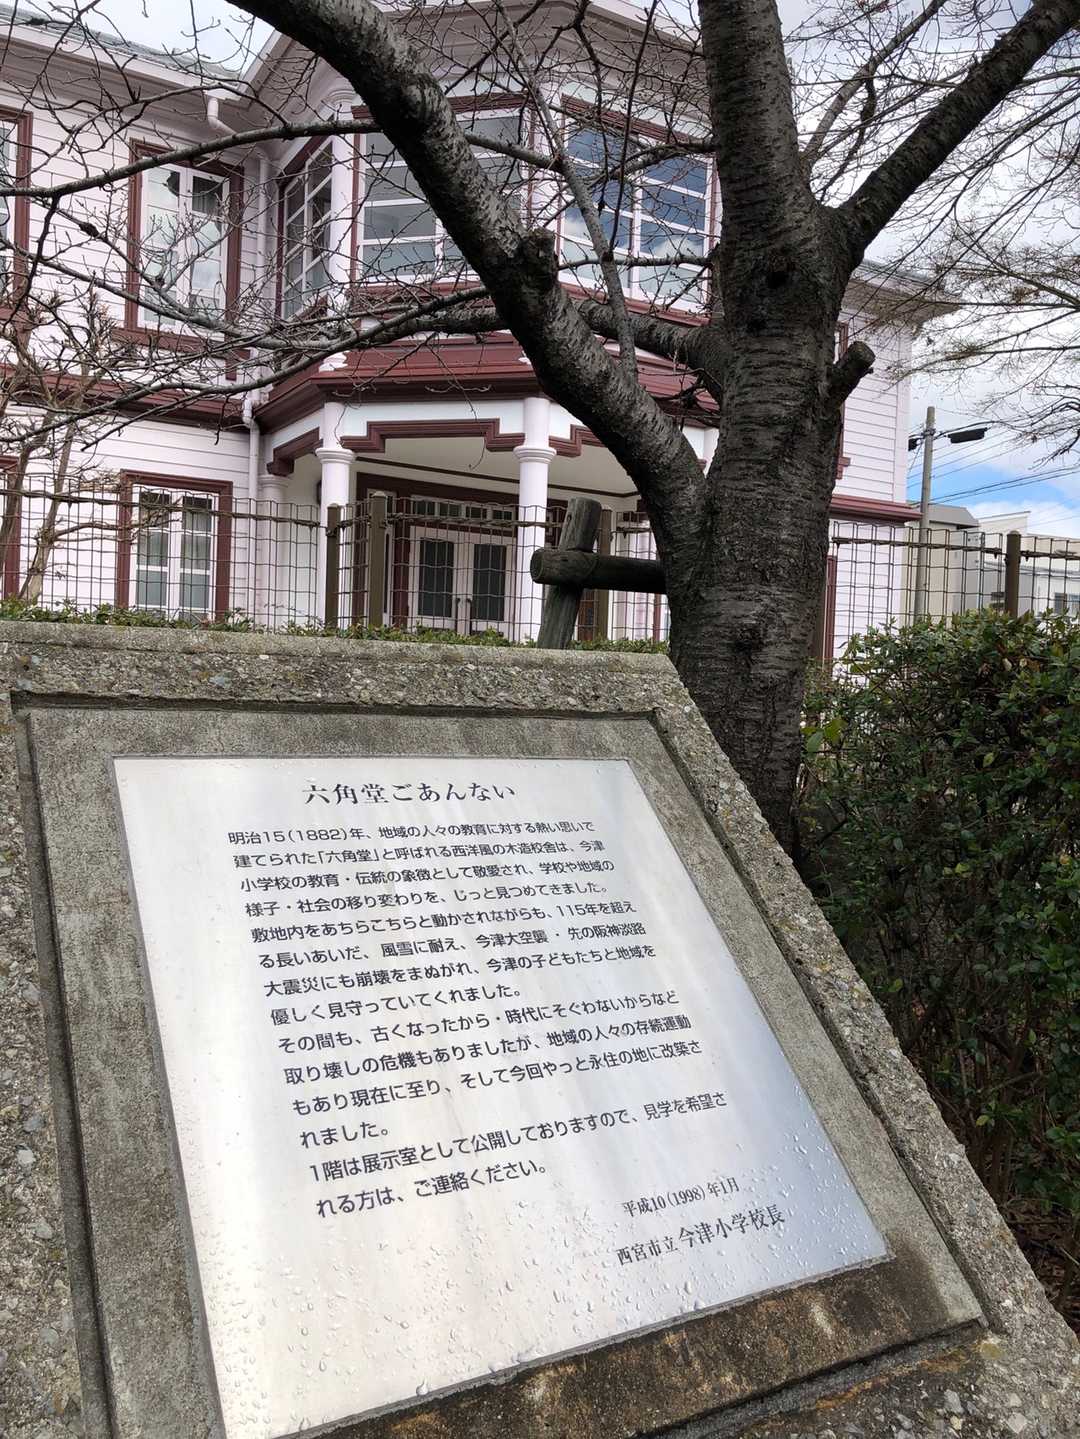 六角堂ごあんない
明治15(1882)年、地域の人々の教育に対する熱い思いで
建てられた「六角堂」と呼ばれる西洋風の木造校舎は、今津
小学校の教育・伝統の象徴として敬愛され、学校や地域の
様子・社会の移り変わりを、じっと見つめてきました。
敷地内をあちらこちらと動かされながらも、115年を超え
る長いあいだ、風雪に耐え、今津大空襲・先の阪神淡路
大震災にも崩壊をまぬがれ、今津の子どもたちと地域を
優しく見守っていてくれました。
その間も、古くなったから・時代にそぐわないからなど
取り壊しの危機もありましたが、地域の人々の存続運動
もあり現在に至り、そして今回やっと永住の地に改築さ
れました。
1階は展示室として公開しておりますので、見学を希望さ
れる方は、ご連絡ください。
平成10(1998)年1月
西宮市立今津小学校長